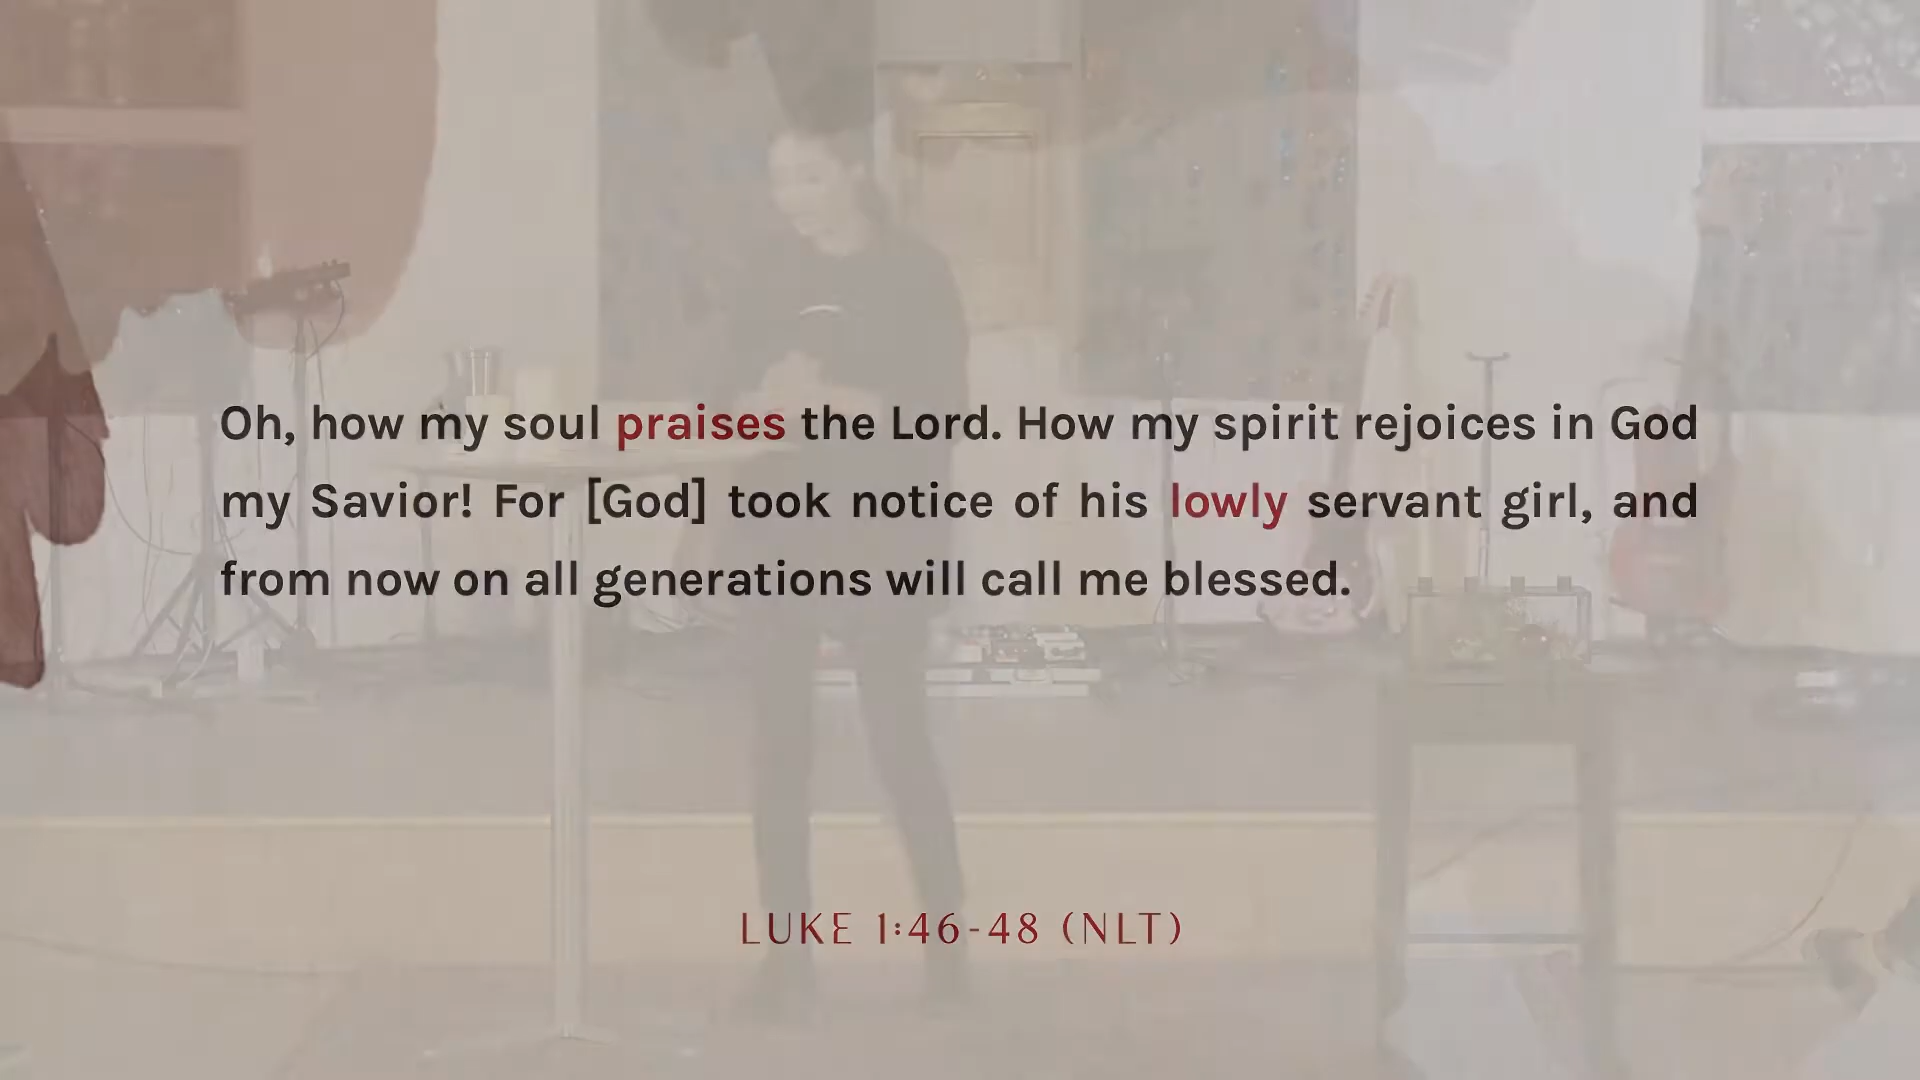 Oh, how my soul praises the Lord. How my spirit rejoices in God
my Savior! For [God] took notice of his lowly servant girl, and
from now on all generations will call me blessed.
LUKE 1:46-48 (NLT)